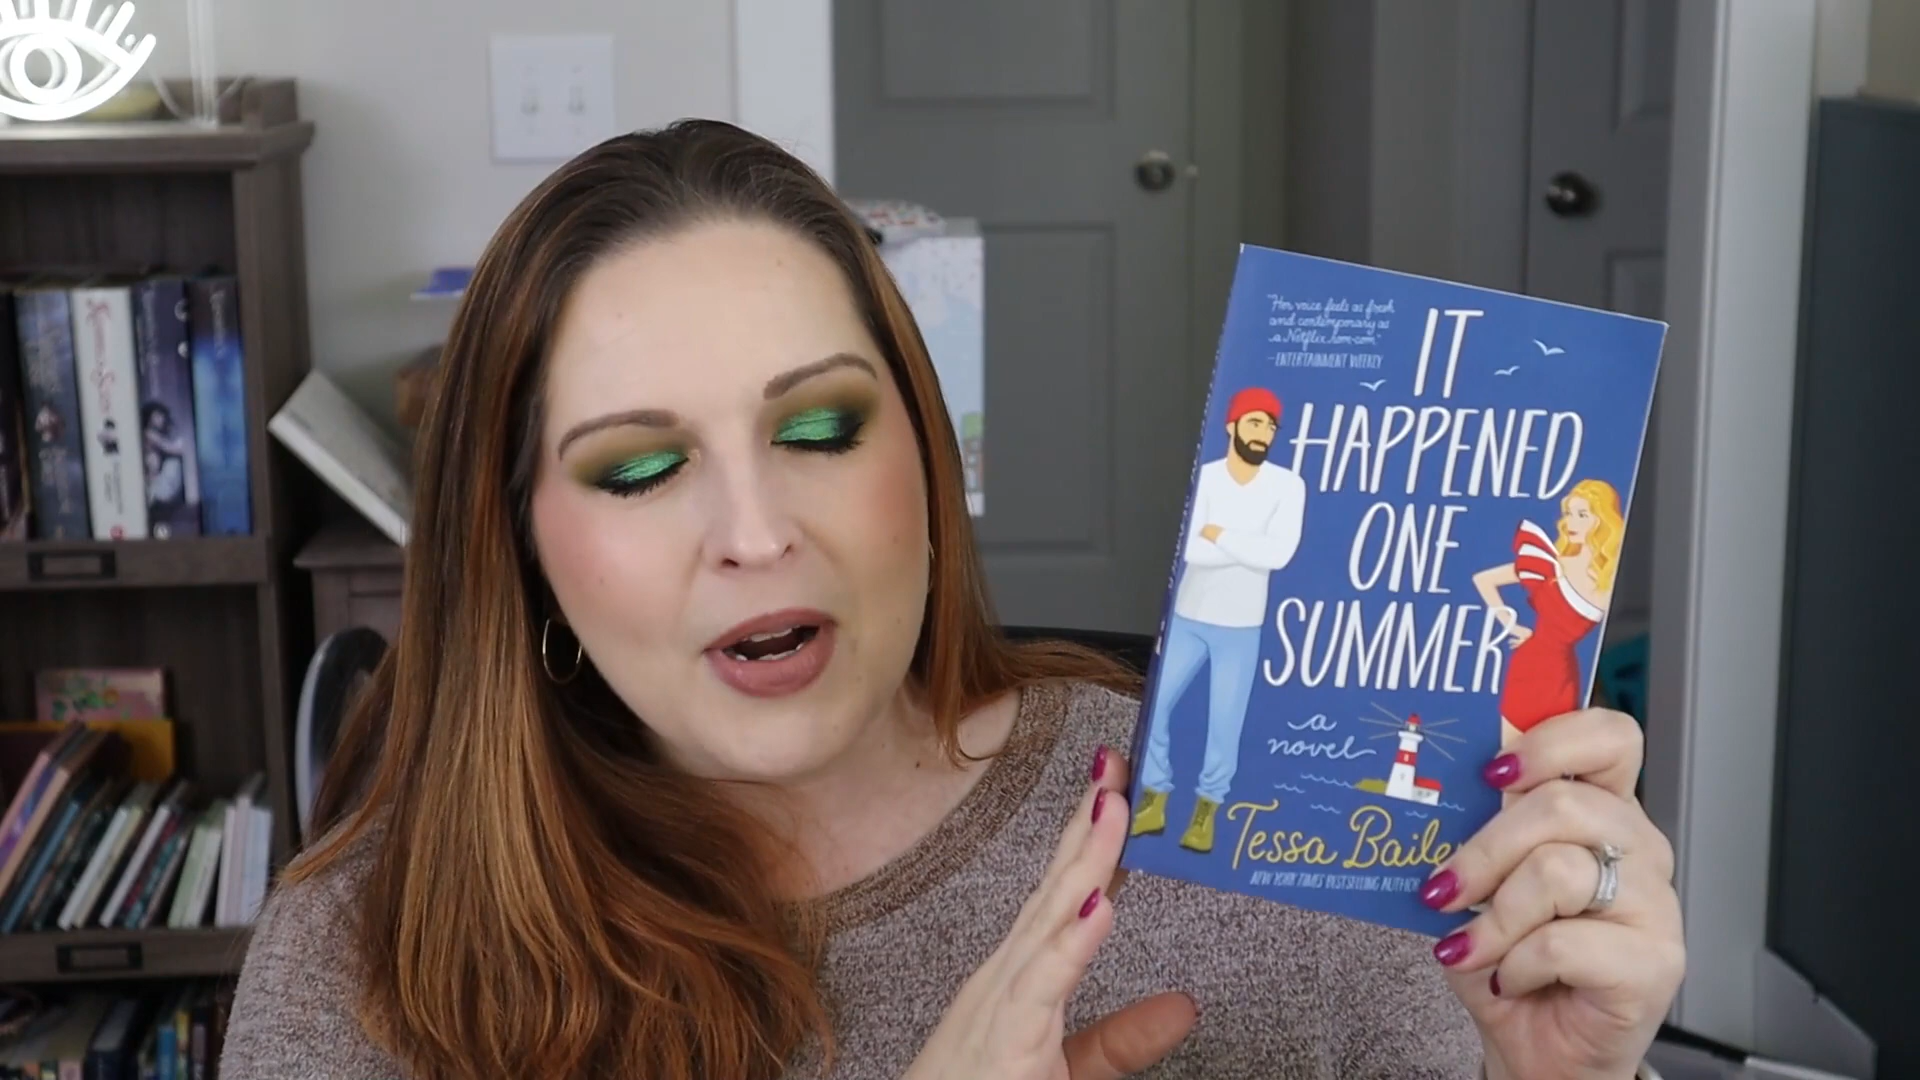 "Her voice feels as fresh
and contemporary as
a Netflix rom-com"
—ENTERTAINMENT WEEKLY
IT
HAPPENED
ONE
SUMMER
a
novel
Tessa Baile
NEW YORK TIMES BESTSELLING AUTHOR